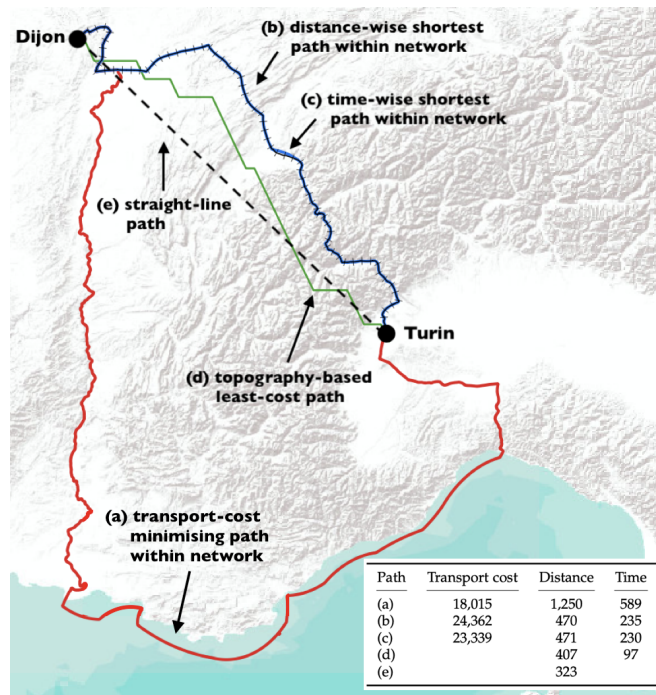 Dijon
(b) distance-wise shortest
path within network
(c) time-wise shortest
path within network
(e) straight-line
path
Turin
(d) topography-based
least-cost path
(a) transport-cost
minimising path
within network
Path Transport cost Distance Time
(a) 18,015 1,250 589
(b) 24,362 470 235
(c) 23,339 471 230
(d) 407 97
(e) 323